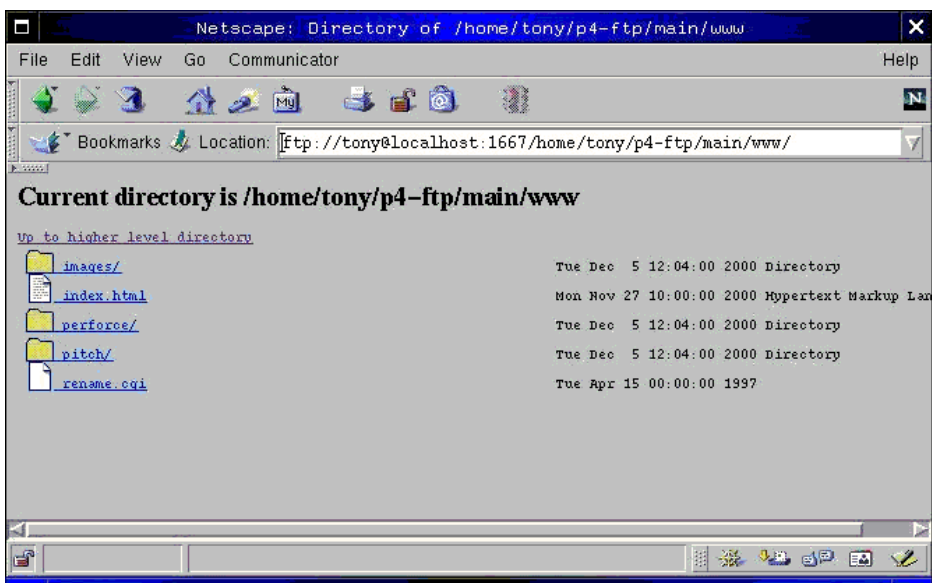 Netscape: Directory of /home/tony/p4-ftp/main/www
File Edit View Go Communicator Help
My
N
Bookmarks Location: ftp://tony@localhost:1667/home/tony/p4-ftp/main/www/
Current directory is /home/tony/p4-ftp/main/www
Up to higher level directory
images/ Tue Dec 5 12:04:00 2000 Directory
index.html Mon Nov 27 10:00:00 2000 Hypertext Markup Lan
perforce/ Tue Dec 5 12:04:00 2000 Directory
pitch/ Tue Dec 5 12:04:00 2000 Directory
rename.cgi Tue Apr 15 00:00:00 1997